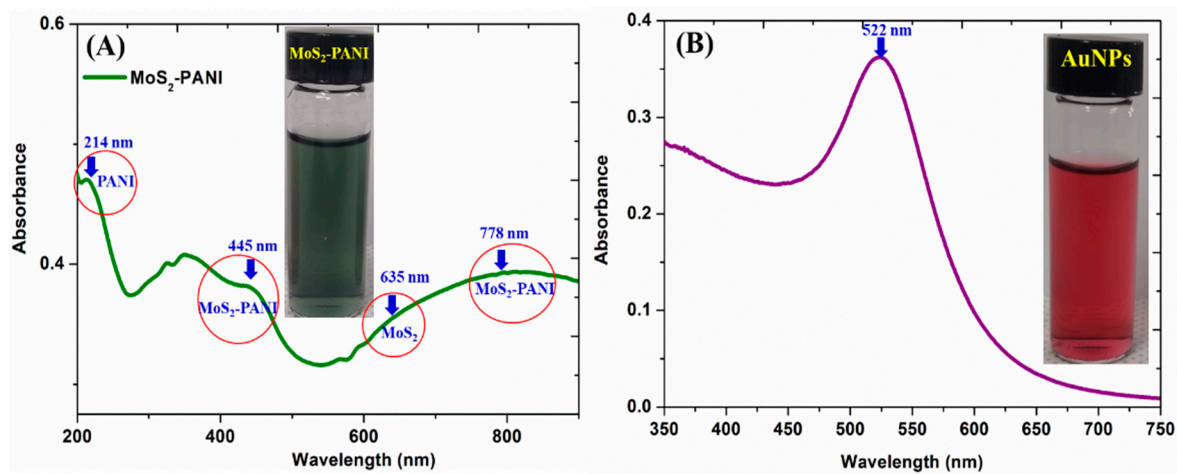 (A)
MoS2-PANI
MoS2-PANI
214 nm
PANI
445 nm
MoS2-PANI
635 nm
MoS2
778 nm
MoS2-PANI
0.6
0.4
Absorbance
200
400
600
800
Wavelength (nm)
(B)
522 nm
AuNPs
0.4
0.3
0.2
0.1
0.0
Absorbance
350
400
450
500
550
600
650
700
750
Wavelength (nm)